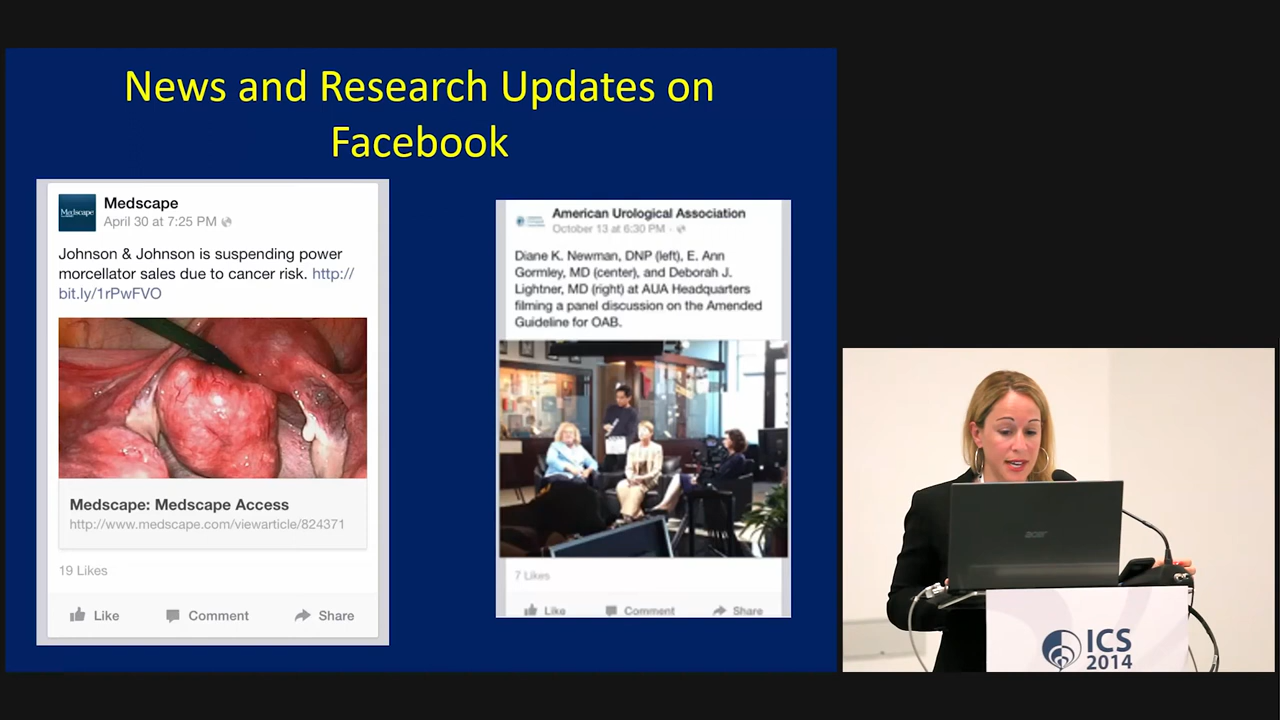 News and Research Updates on
Facebook
Medscape
Medscape
April 30 at 7:25 PM
Johnson & Johnson is suspending power
morcellator sales due to cancer risk. http://
bit.ly/1rPwFVO
Medscape: Medscape Access
http://www.medscape.com/viewarticle/824371
19 Likes
Like Comment Share
American Urological Association
October 13 at 6:30 PM ·
Diane K. Newman, DNP (left), E. Ann
Gormley, MD (center), and Deborah J.
Lightner, MD (right) at AUA Headquarters
filming a panel discussion on the Amended
Guideline for OAB.
7 Likes
Like Comment Share
acer
ICS
2014